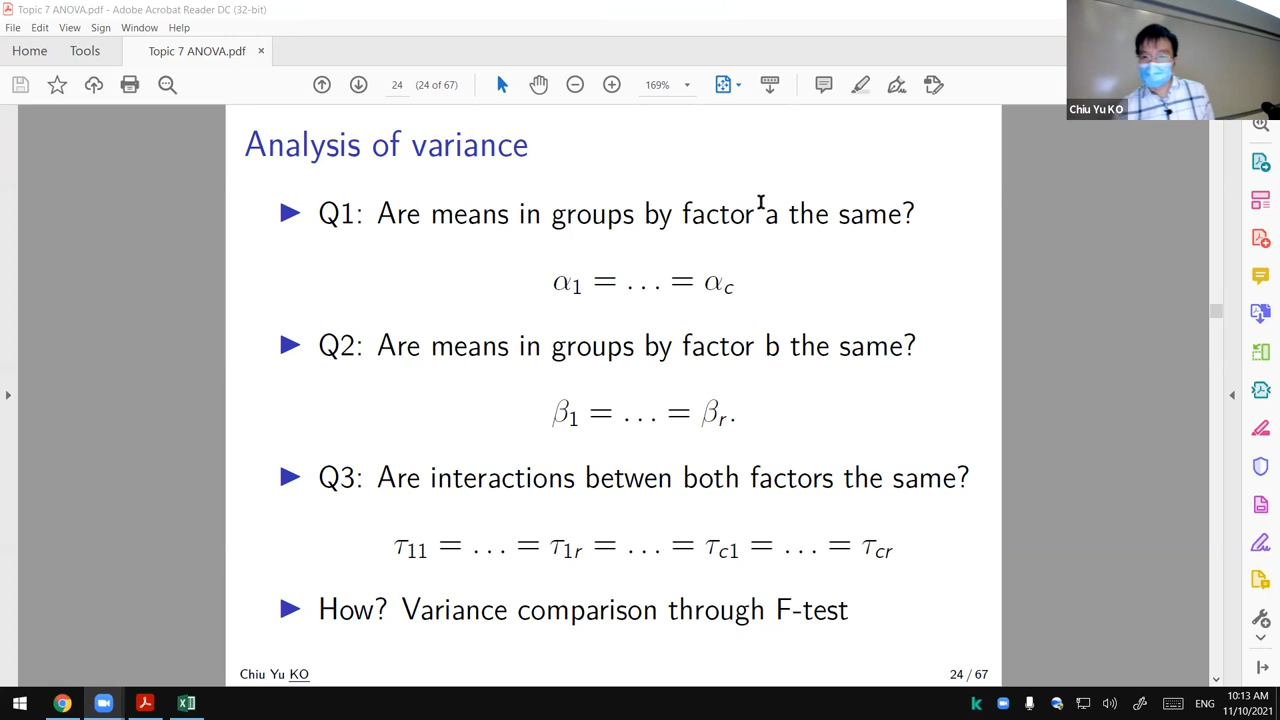 Topic 7 ANOVA.pdf - Adobe Acrobat Reader DC (32-bit)
File Edit View Sign Window Help
Home Tools Topic 7 ANOVA.pdf ×
24 (24 of 67) 169%
Chiu Yu KO
Analysis of variance
Q1: Are means in groups by factor a the same?
α₁ = . . . = α_c
Q2: Are means in groups by factor b the same?
β₁ = . . . = β_r.
Q3: Are interactions betwen both factors the same?
τ₁₁ = . . . = τ₁r = . . . = τ_c1 = . . . = τ_cr
How? Variance comparison through F-test
Chiu Yu KO 24 / 67
ENG 10:13 AM
11/10/2021